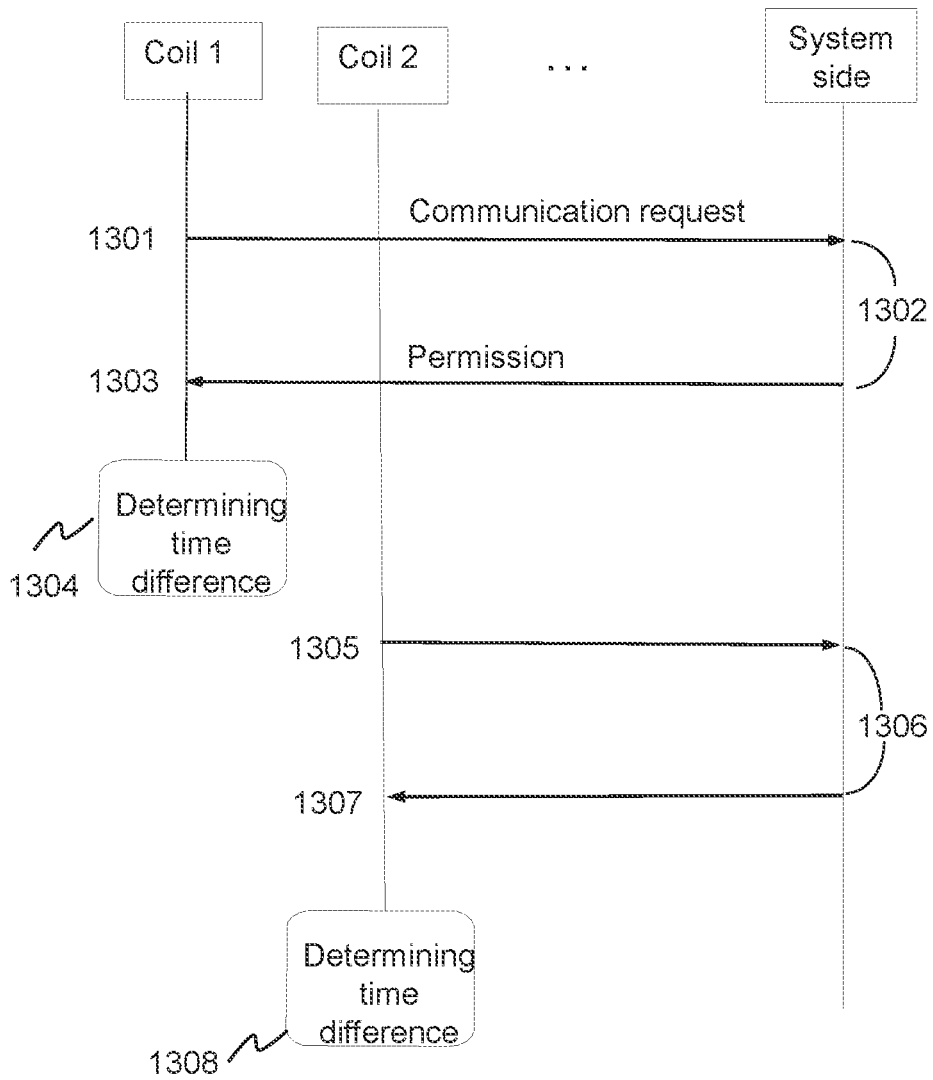 Coil 1
Coil 2
...
System
side
Communication request
1301
1302
Permission
1303
Determining
time
difference
1304
1305
1306
1307
Determining
time
difference
1308